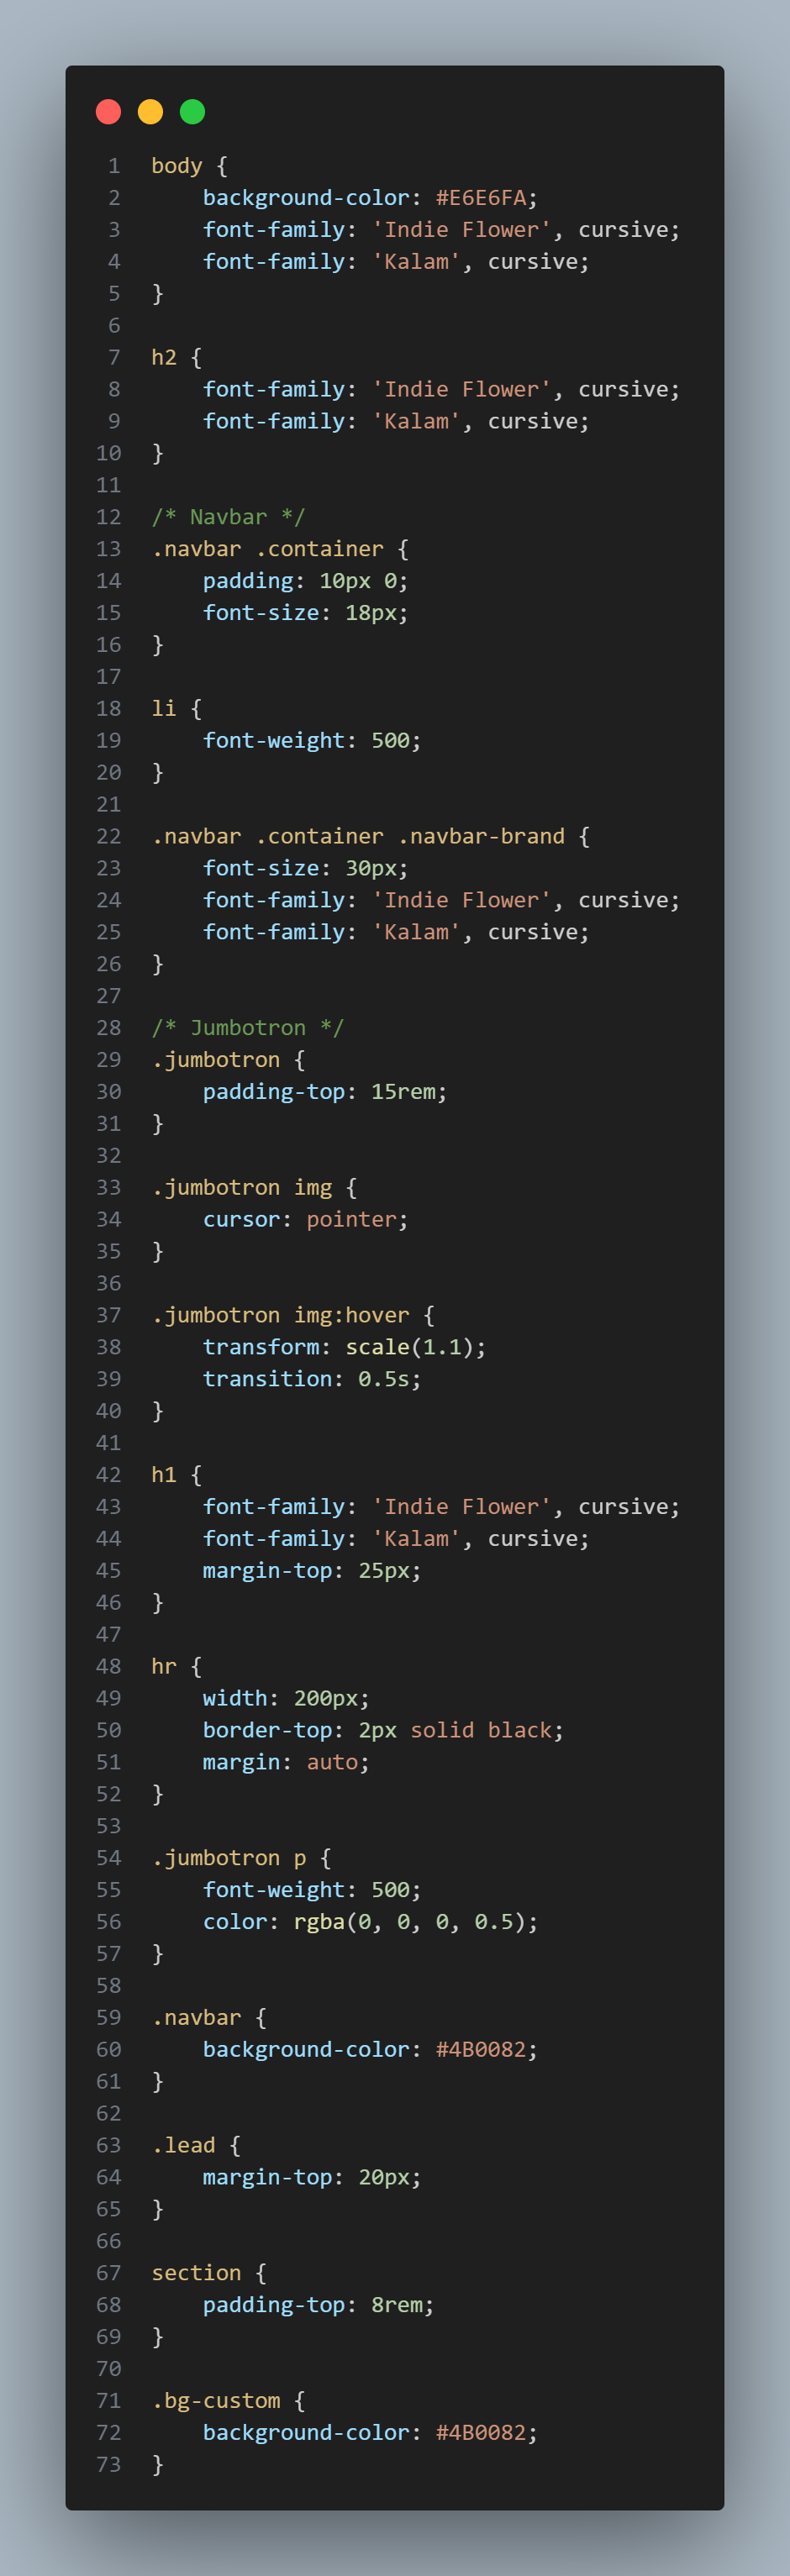 1 body {
2     background-color: #E6E6FA;
3     font-family: 'Indie Flower', cursive;
4     font-family: 'Kalam', cursive;
5 }
6
7 h2 {
8     font-family: 'Indie Flower', cursive;
9     font-family: 'Kalam', cursive;
10 }
11
12 /* Navbar */
13 .navbar .container {
14     padding: 10px 0;
15     font-size: 18px;
16 }
17
18 li {
19     font-weight: 500;
20 }
21
22 .navbar .container .navbar-brand {
23     font-size: 30px;
24     font-family: 'Indie Flower', cursive;
25     font-family: 'Kalam', cursive;
26 }
27
28 /* Jumbotron */
29 .jumbotron {
30     padding-top: 15rem;
31 }
32
33 .jumbotron img {
34     cursor: pointer;
35 }
36
37 .jumbotron img:hover {
38     transform: scale(1.1);
39     transition: 0.5s;
40 }
41
42 h1 {
43     font-family: 'Indie Flower', cursive;
44     font-family: 'Kalam', cursive;
45     margin-top: 25px;
46 }
47
48 hr {
49     width: 200px;
50     border-top: 2px solid black;
51     margin: auto;
52 }
53
54 .jumbotron p {
55     font-weight: 500;
56     color: rgba(0, 0, 0, 0.5);
57 }
58
59 .navbar {
60     background-color: #4B0082;
61 }
62
63 .lead {
64     margin-top: 20px;
65 }
66
67 section {
68     padding-top: 8rem;
69 }
70
71 .bg-custom {
72     background-color: #4B0082;
73 }